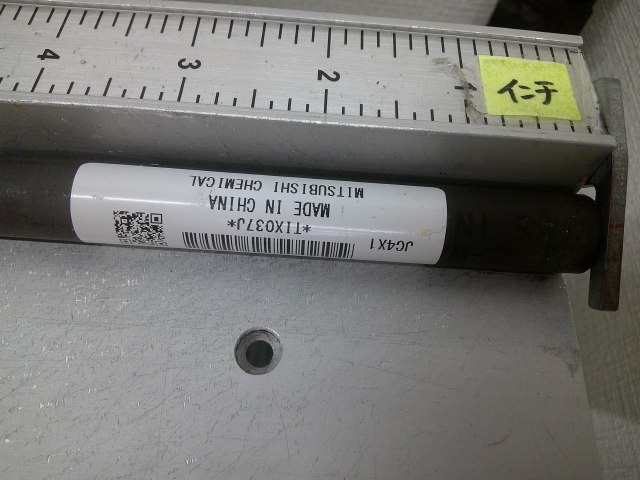 4 3 2 1
インチ
JG4X1
*TIX037J*
MADE IN CHINA
MITSUBISHI CHEMICAL